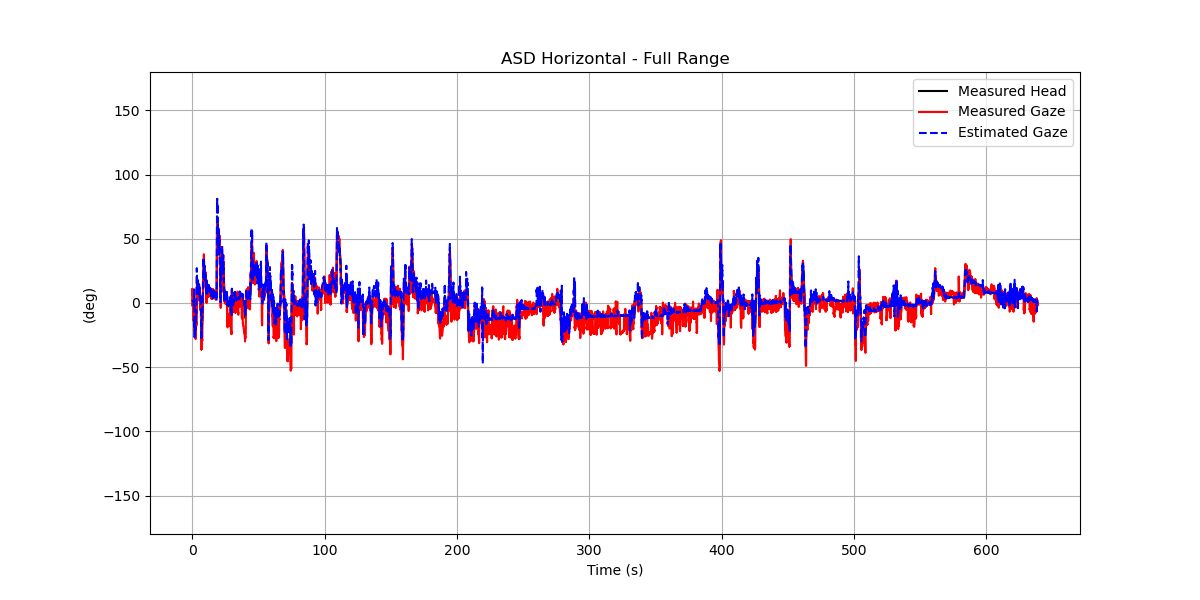 ASD Horizontal - Full Range
Measured Head
Measured Gaze
Estimated Gaze
150
100
50
0
−50
−100
−150
(deg)
0 100 200 300 400 500 600
Time (s)